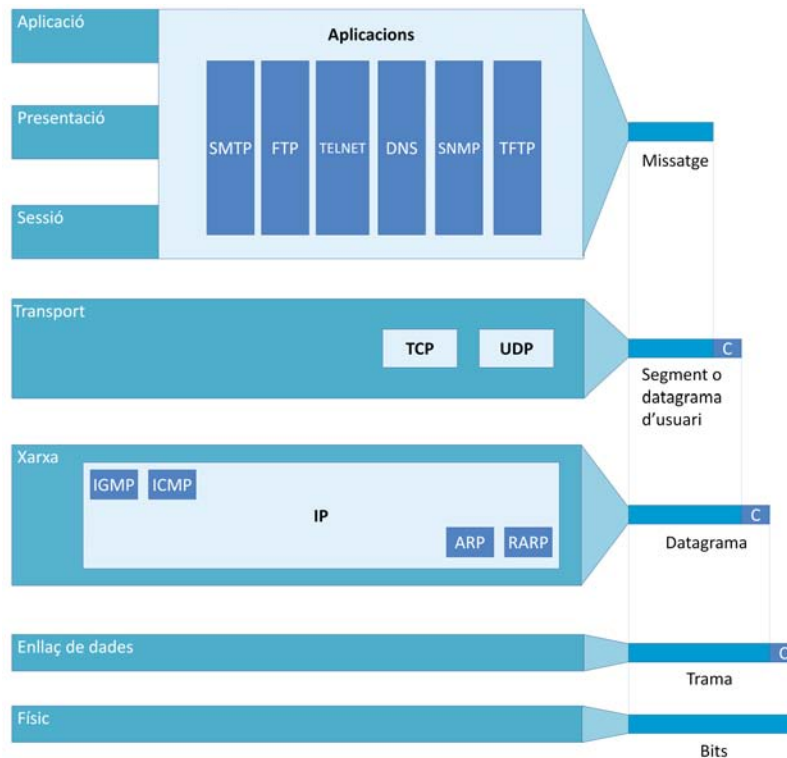 Aplicació
Aplicacions
Presentació
SMTP
FTP
TELNET
DNS
SNMP
TFTP
Missatge
Sessió
Transport
TCP
UDP
C
Segment o
datagrama
d'usuari
Xarxa
IGMP
ICMP
IP
ARP
RARP
C
Datagrama
Enllaç de dades
C
Trama
Físic
Bits